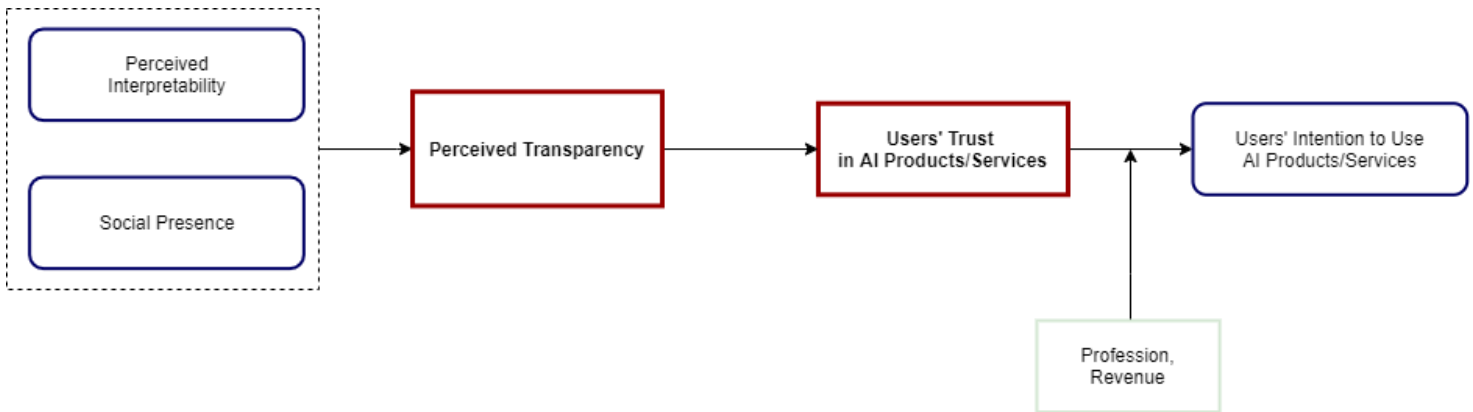 Perceived
Interpretability
Social Presence
Perceived Transparency
Users' Trust
in AI Products/Services
Users' Intention to Use
AI Products/Services
Profession,
Revenue